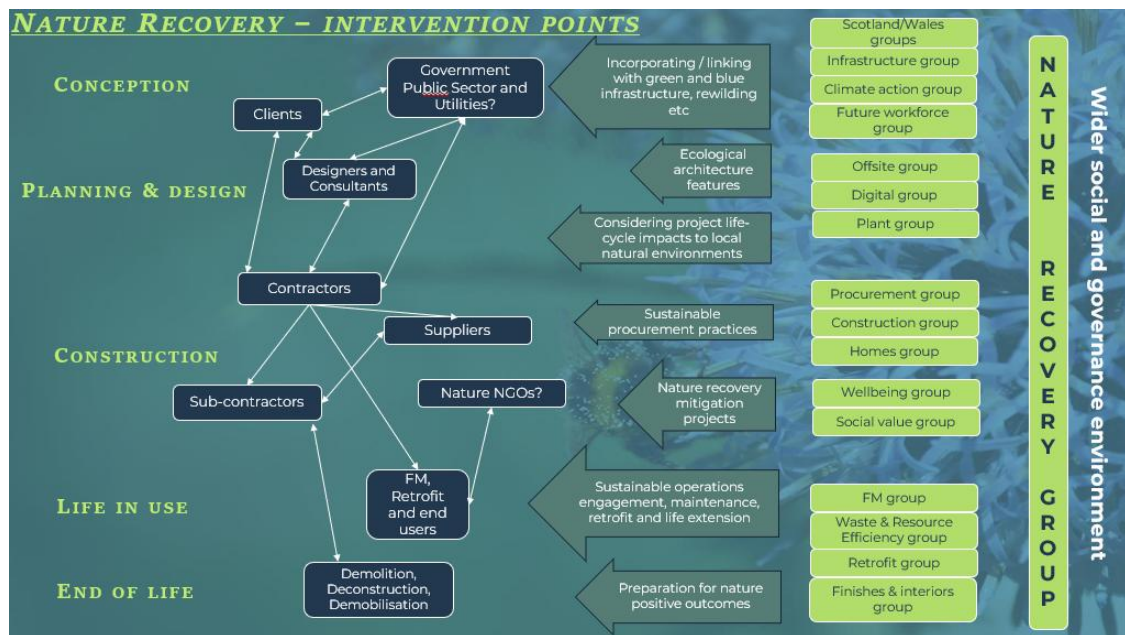 NATURE RECOVERY – INTERVENTION POINTS
CONCEPTION
PLANNING & DESIGN
CONSTRUCTION
LIFE IN USE
END OF LIFE
Government
Public Sector and
Utilities?
Clients
Designers and
Consultants
Contractors
Suppliers
Sub-contractors
Nature NGOs?
FM,
Retrofit
and end
users
Demolition,
Deconstruction,
Demobilisation
Incorporating / linking
with green and blue
infrastructure, rewilding
etc
Ecological
architecture
features
Considering project life-
cycle impacts to local
natural environments
Sustainable
procurement practices
Nature recovery
mitigation
projects
Sustainable operations
engagement, maintenance,
retrofit and life extension
Preparation for nature
positive outcomes
Scotland/Wales
groups
Infrastructure group
Climate action group
Future workforce
group
Offsite group
Digital group
Plant group
Procurement group
Construction group
Homes group
Wellbeing group
Social value group
FM group
Waste & Resource
Efficiency group
Retrofit group
Finishes & interiors
group
NATURE RECOVERY GROUP
Wider social and governance environment